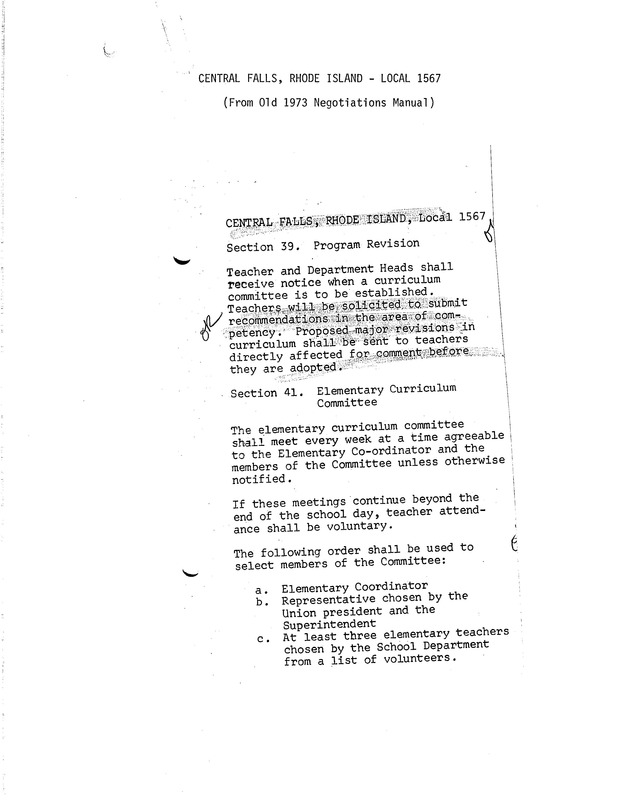 CENTRAL FALLS, RHODE ISLAND - LOCAL 1567
(From Old 1973 Negotiations Manual)
CENTRAL FALLS, RHODE ISLAND, Local 1567
Section 39. Program Revision
Teacher and Department Heads shall
receive notice when a curriculum
committee is to be established.
Teachers will be solicited to submit
recommendations in the area of com-
petency. Proposed major revisions in
curriculum shall be sent to teachers
directly affected for comment before
they are adopted.
Section 41. Elementary Curriculum
Committee
The elementary curriculum committee
shall meet every week at a time agreeable
to the Elementary Co-ordinator and the
members of the Committee unless otherwise
notified.
If these meetings continue beyond the
end of the school day, teacher attend-
ance shall be voluntary.
The following order shall be used to
select members of the Committee:
a. Elementary Coordinator
b. Representative chosen by the
Union president and the
Superintendent
c. At least three elementary teachers
chosen by the School Department
from a list of volunteers.